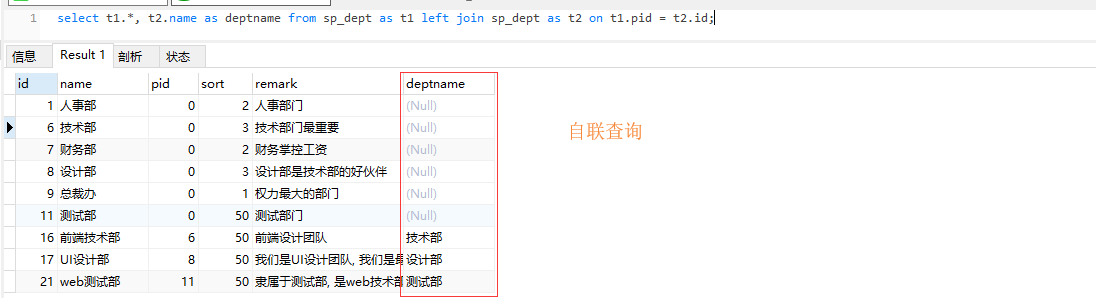 1 select t1.*, t2.name as deptname from sp_dept as t1 left join sp_dept as t2 on t1.pid = t2.id;
信息 Result 1 剖析 状态
id name pid sort remark deptname
1 人事部 0 2 人事部门 (Null)
6 技术部 0 3 技术部门最重要 (Null)
7 财务部 0 2 财务掌控工资 (Null)
8 设计部 0 3 设计部是技术部的好伙伴 (Null)
9 总裁办 0 1 权力最大的部门 (Null)
11 测试部 0 50 测试部门 (Null)
16 前端技术部 6 50 前端设计团队 技术部
17 UI设计部 8 50 我们是UI设计团队, 我们是 设计部
21 web测试部 11 50 隶属于测试部, 是web技术部 测试部
自联查询